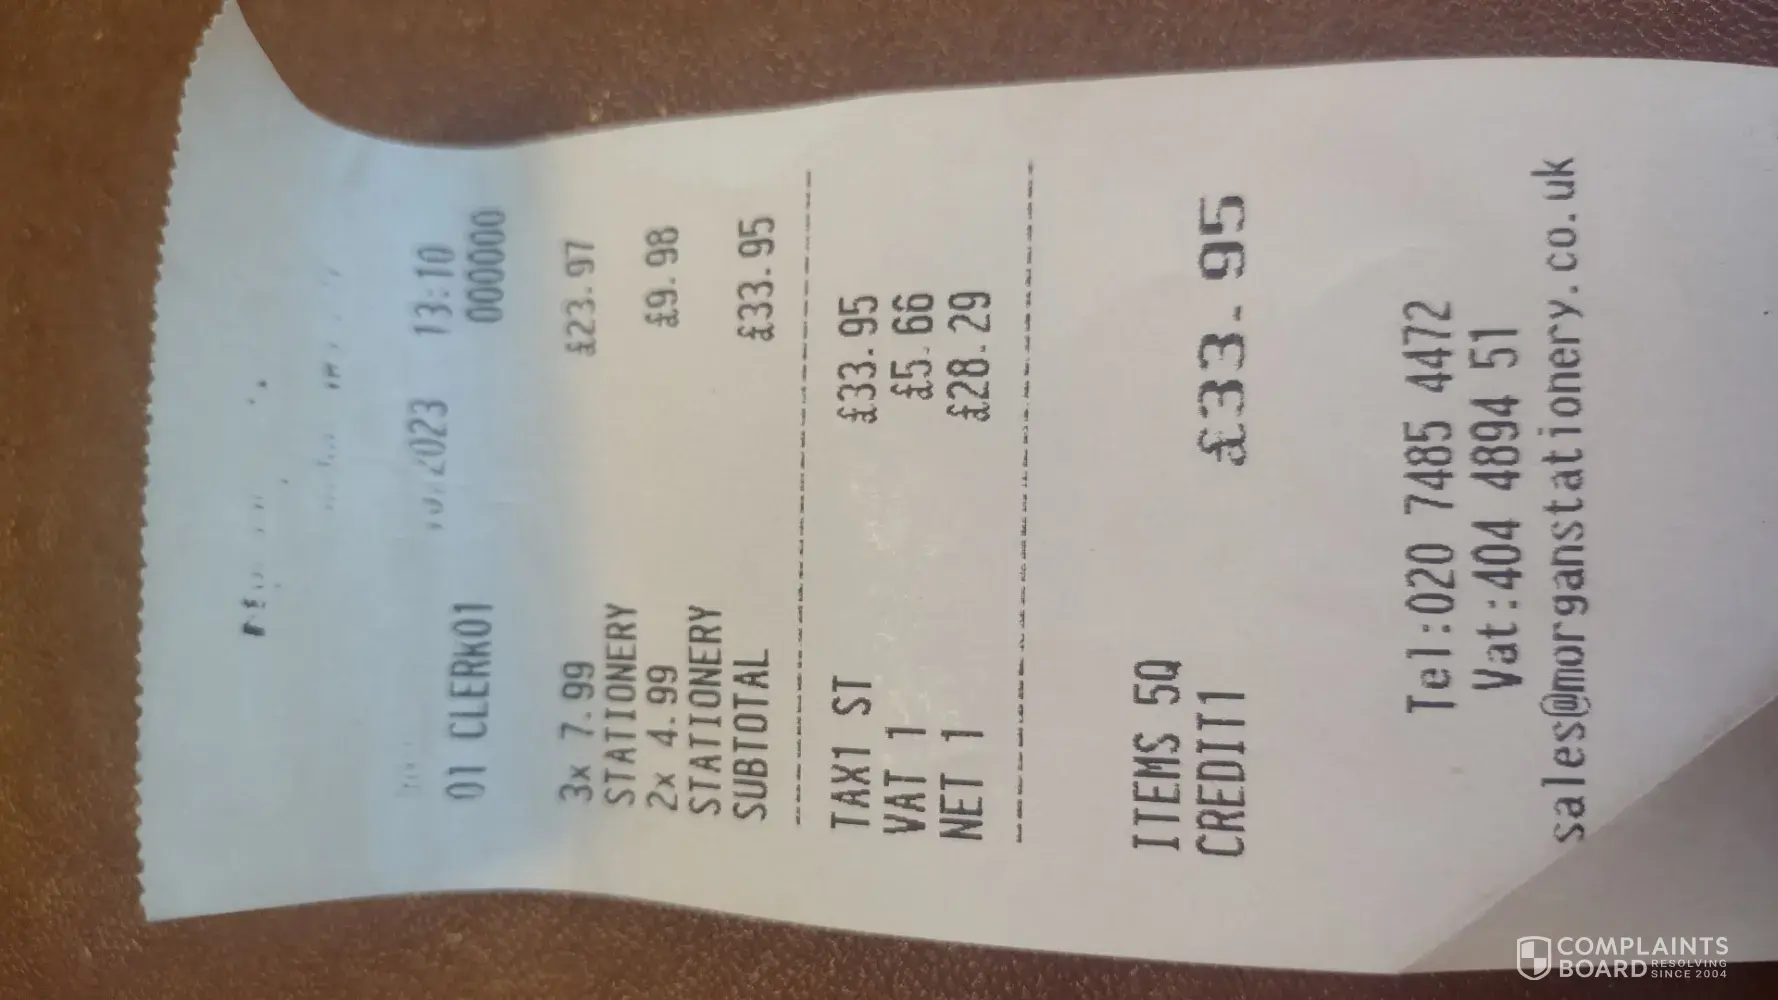 2023 13:10
01 CLERK01 000000
3x 7.99
STATIONERY £23.97
2x 4.99
STATIONERY £9.98
SUBTOTAL £33.95
TAX1 ST £33.95
VAT 1 £5.66
NET 1 £28.29
ITEMS 5Q
CREDIT1 £33.95
Tel:020 7485 4472
Vat:404 4894 51
sales@morganstationery.co.uk
COMPLAINTS
BOARD RESOLVING SINCE 2004